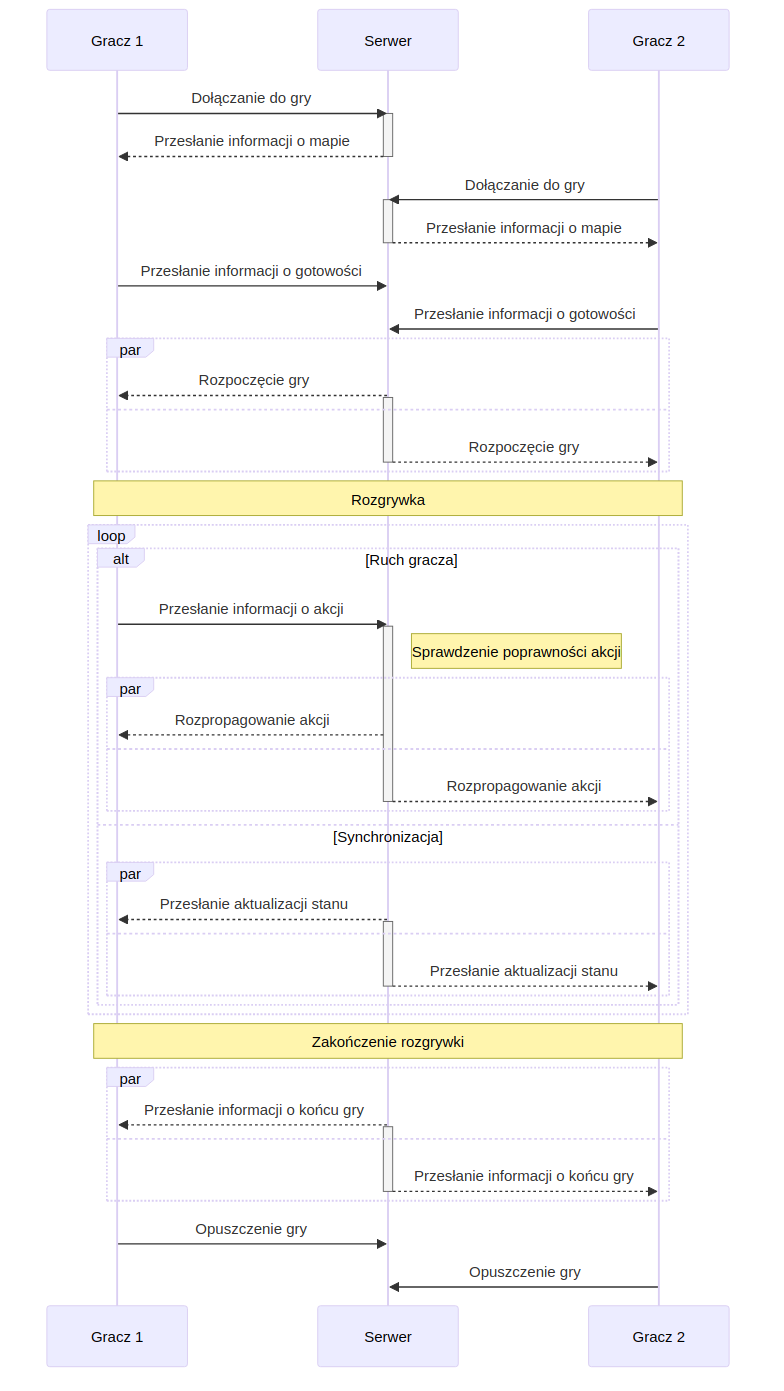 Gracz 1
Serwer
Gracz 2
Dołączanie do gry
Przesłanie informacji o mapie
Dołączanie do gry
Przesłanie informacji o mapie
Przesłanie informacji o gotowości
Przesłanie informacji o gotowości
par
Rozpoczęcie gry
Rozpoczęcie gry
Rozgrywka
loop
alt
[Ruch gracza]
Przesłanie informacji o akcji
Sprawdzenie poprawności akcji
par
Rozpropagowanie akcji
Rozpropagowanie akcji
[Synchronizacja]
par
Przesłanie aktualizacji stanu
Przesłanie aktualizacji stanu
Zakończenie rozgrywki
par
Przesłanie informacji o końcu gry
Przesłanie informacji o końcu gry
Opuszczenie gry
Opuszczenie gry
Gracz 1
Serwer
Gracz 2